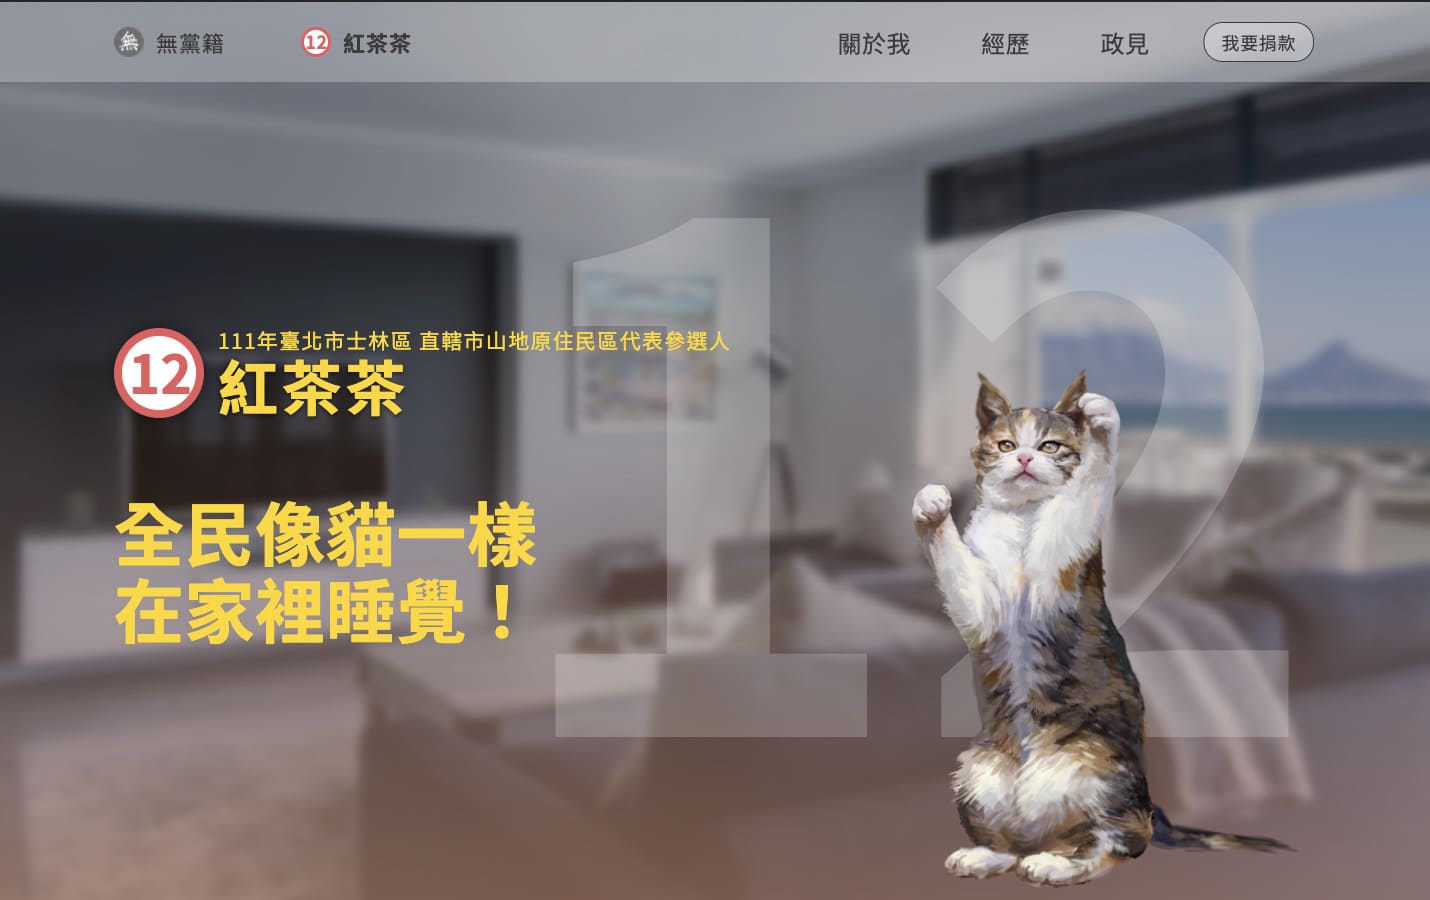 無 無黨籍 12 紅茶茶 關於我 經歷 政見 我要捐款
111年臺北市士林區 直轄市山地原住民區代表參選人
12 紅茶茶
全民像貓一樣
在家裡睡覺！
12